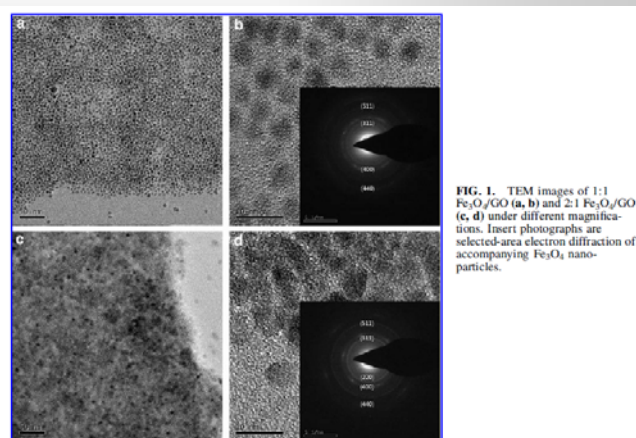 a
b
(511)
(311)
(400)
(440)
c
d
(511)
(311)
(220)
(400)
(440)
FIG. 1. TEM images of 1:1
Fe₃O₄/GO (a, b) and 2:1 Fe₃O₄/GO
(c, d) under different magnifica-
tions. Insert photographs are
selected-area electron diffraction of
accompanying Fe₃O₄ nano-
particles.